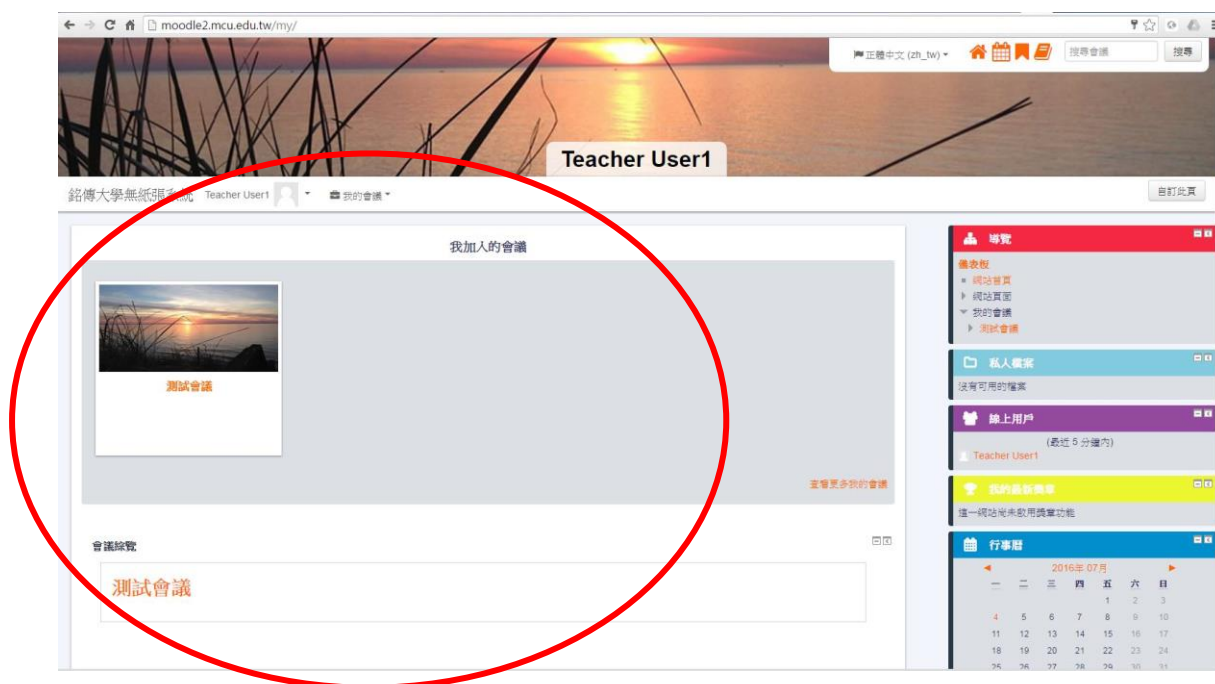 moodle2.mcu.edu.tw/my/
正體中文 (zh_tw)
搜尋會議
搜尋
Teacher User1
銘傳大學無紙張系統 Teacher User1 我的會議
自訂此頁
我加入的會議
測試會議
查看更多我的會議
會議綜覽
測試會議
導覽
儀表板
網站首頁
網站頁面
我的會議
測試會議
私人檔案
沒有可用的檔案
線上用戶
(最近 5 分鐘內)
Teacher User1
我的最新獎章
這一網站尚未啟用獎章功能
行事曆
2016年 07月
一 二 三 四 五 六 日
1 2 3
4 5 6 7 8 9 10
11 12 13 14 15 16 17
18 19 20 21 22 23 24
25 26 27 28 29 30 31